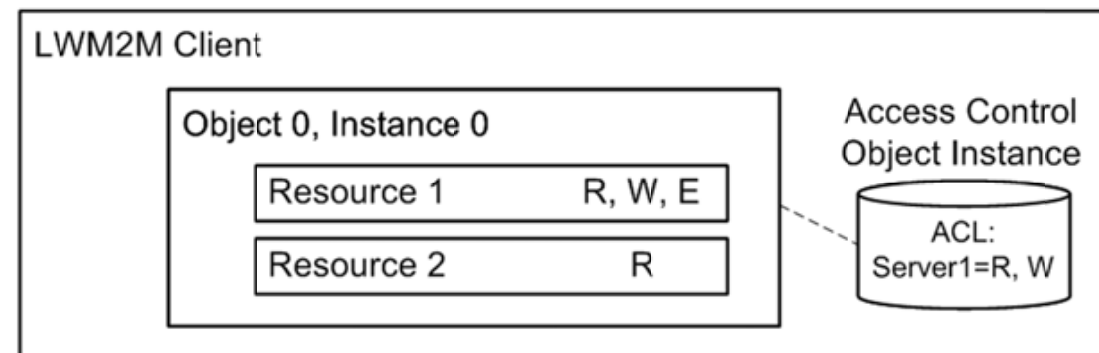 LWM2M Client
Object 0, Instance 0
Resource 1 R, W, E
Resource 2 R
Access Control
Object Instance
ACL:
Server1=R, W